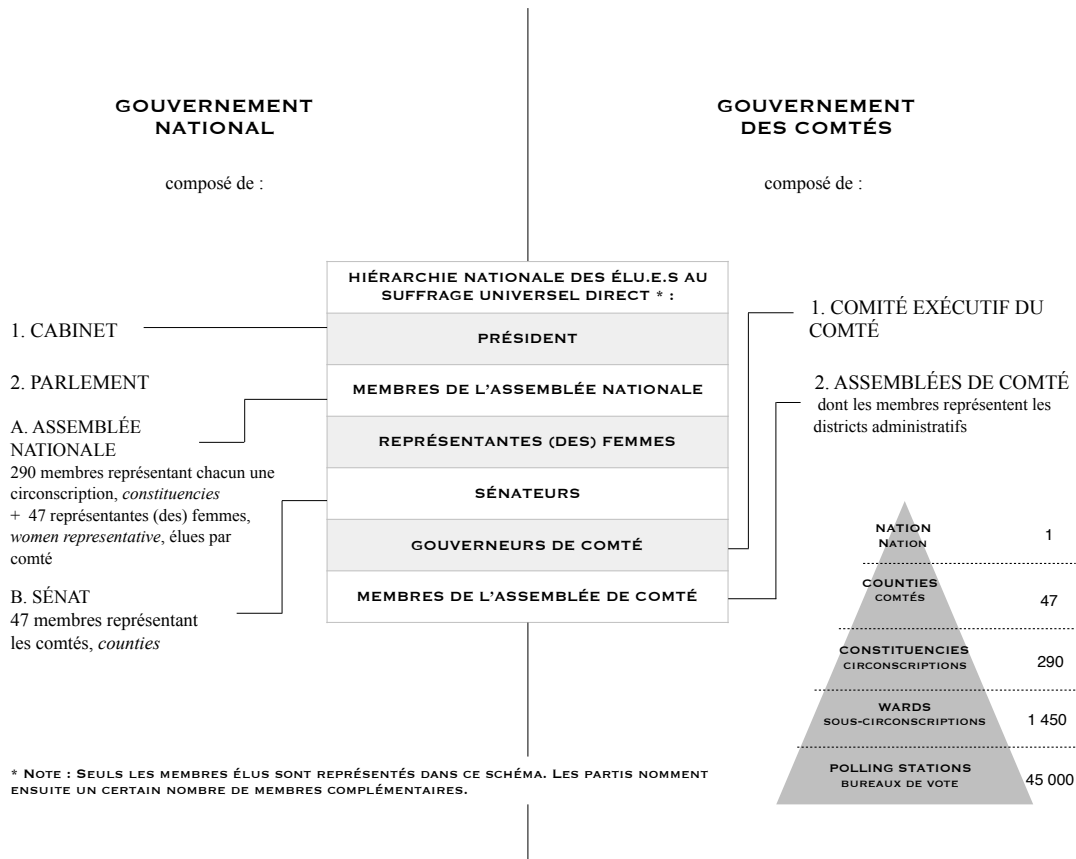 GOUVERNEMENT
NATIONAL
composé de :
GOUVERNEMENT
DES COMTÉS
composé de :
HIÉRARCHIE NATIONALE DES ÉLU.E.S AU
SUFFRAGE UNIVERSEL DIRECT * :
PRÉSIDENT
MEMBRES DE L'ASSEMBLÉE NATIONALE
REPRÉSENTANTES (DES) FEMMES
SÉNATEURS
GOUVERNEURS DE COMTÉ
MEMBRES DE L'ASSEMBLÉE DE COMTÉ
1. CABINET
2. PARLEMENT
A. ASSEMBLÉE
NATIONALE
290 membres représentant chacun une
circonscription, constituencies
+ 47 représentantes (des) femmes,
women representative, élues par
comté
B. SÉNAT
47 membres représentant
les comtés, counties
1. COMITÉ EXÉCUTIF DU
COMTÉ
2. ASSEMBLÉES DE COMTÉ
dont les membres représentent les
districts administratifs
NATION
NATION
1
COUNTIES
COMTÉS
47
CONSTITUENCIES
CIRCONSCRIPTIONS
290
WARDS
SOUS-CIRCONSCRIPTIONS
1 450
POLLING STATIONS
BUREAUX DE VOTE
45 000
* NOTE : SEULS LES MEMBRES ÉLUS SONT REPRÉSENTÉS DANS CE SCHÉMA. LES PARTIS NOMMENT
ENSUITE UN CERTAIN NOMBRE DE MEMBRES COMPLÉMENTAIRES.